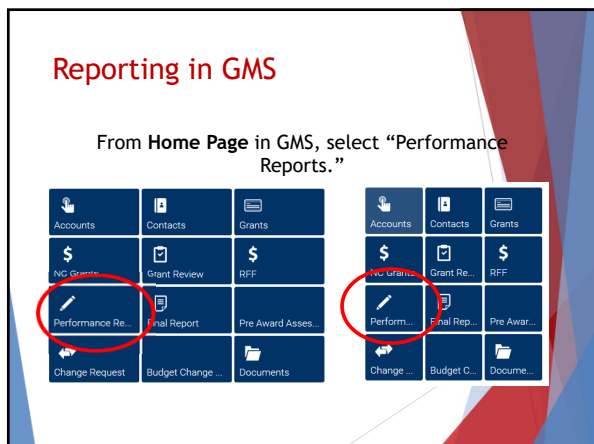 Reporting in GMS
From Home Page in GMS, select “Performance
Reports.”
Accounts
Contacts
Grants
NC Grants
Grant Review
RFF
Performance Re...
Final Report
Pre Award Asses...
Change Request
Budget Change ...
Documents
Accounts
Contacts
Grants
NC Grants
Grant Re...
RFF
Perform...
Final Rep...
Pre Awar...
Change ...
Budget C...
Docume...